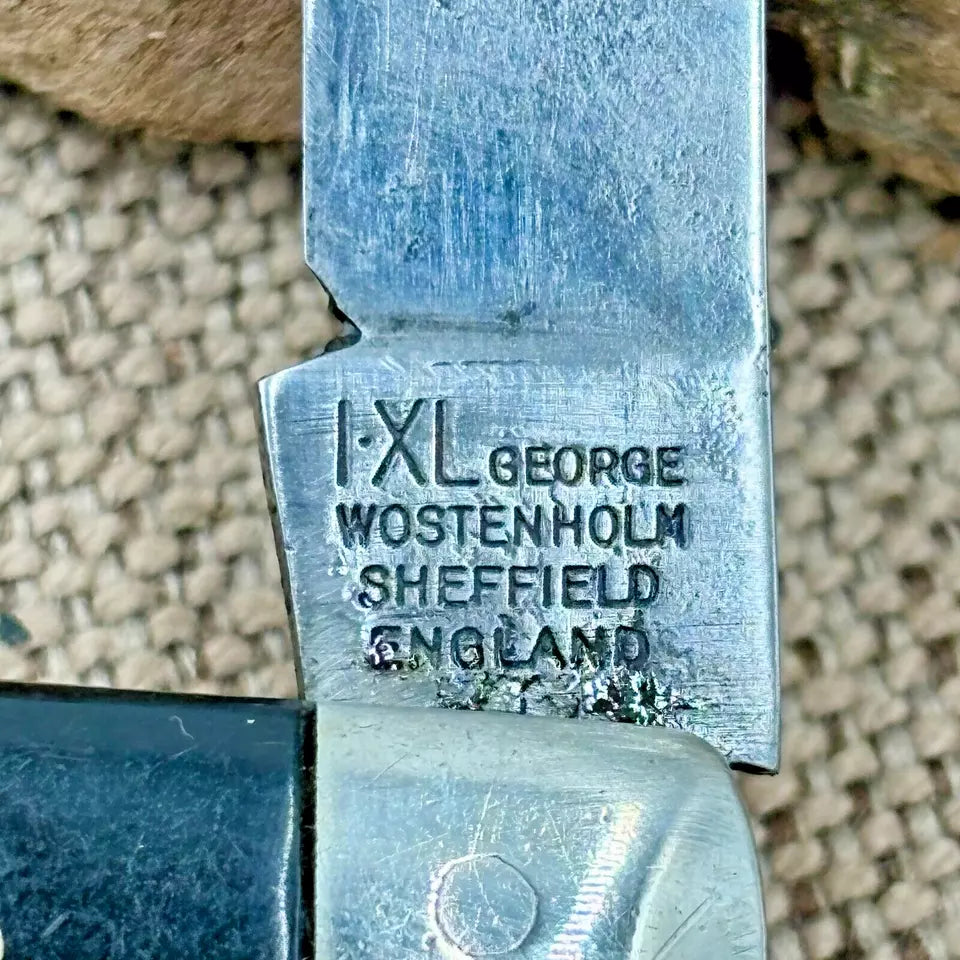 I·XL GEORGE
WOSTENHOLM
SHEFFIELD
ENGLAND